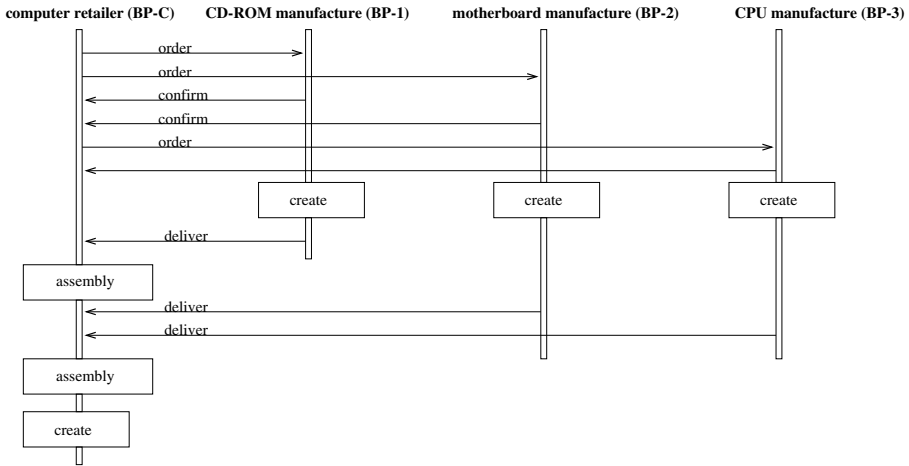 computer retailer (BP-C) CD-ROM manufacture (BP-1) motherboard manufacture (BP-2) CPU manufacture (BP-3)
order
order
confirm
confirm
order
create create create
deliver
assembly
deliver
deliver
assembly
create